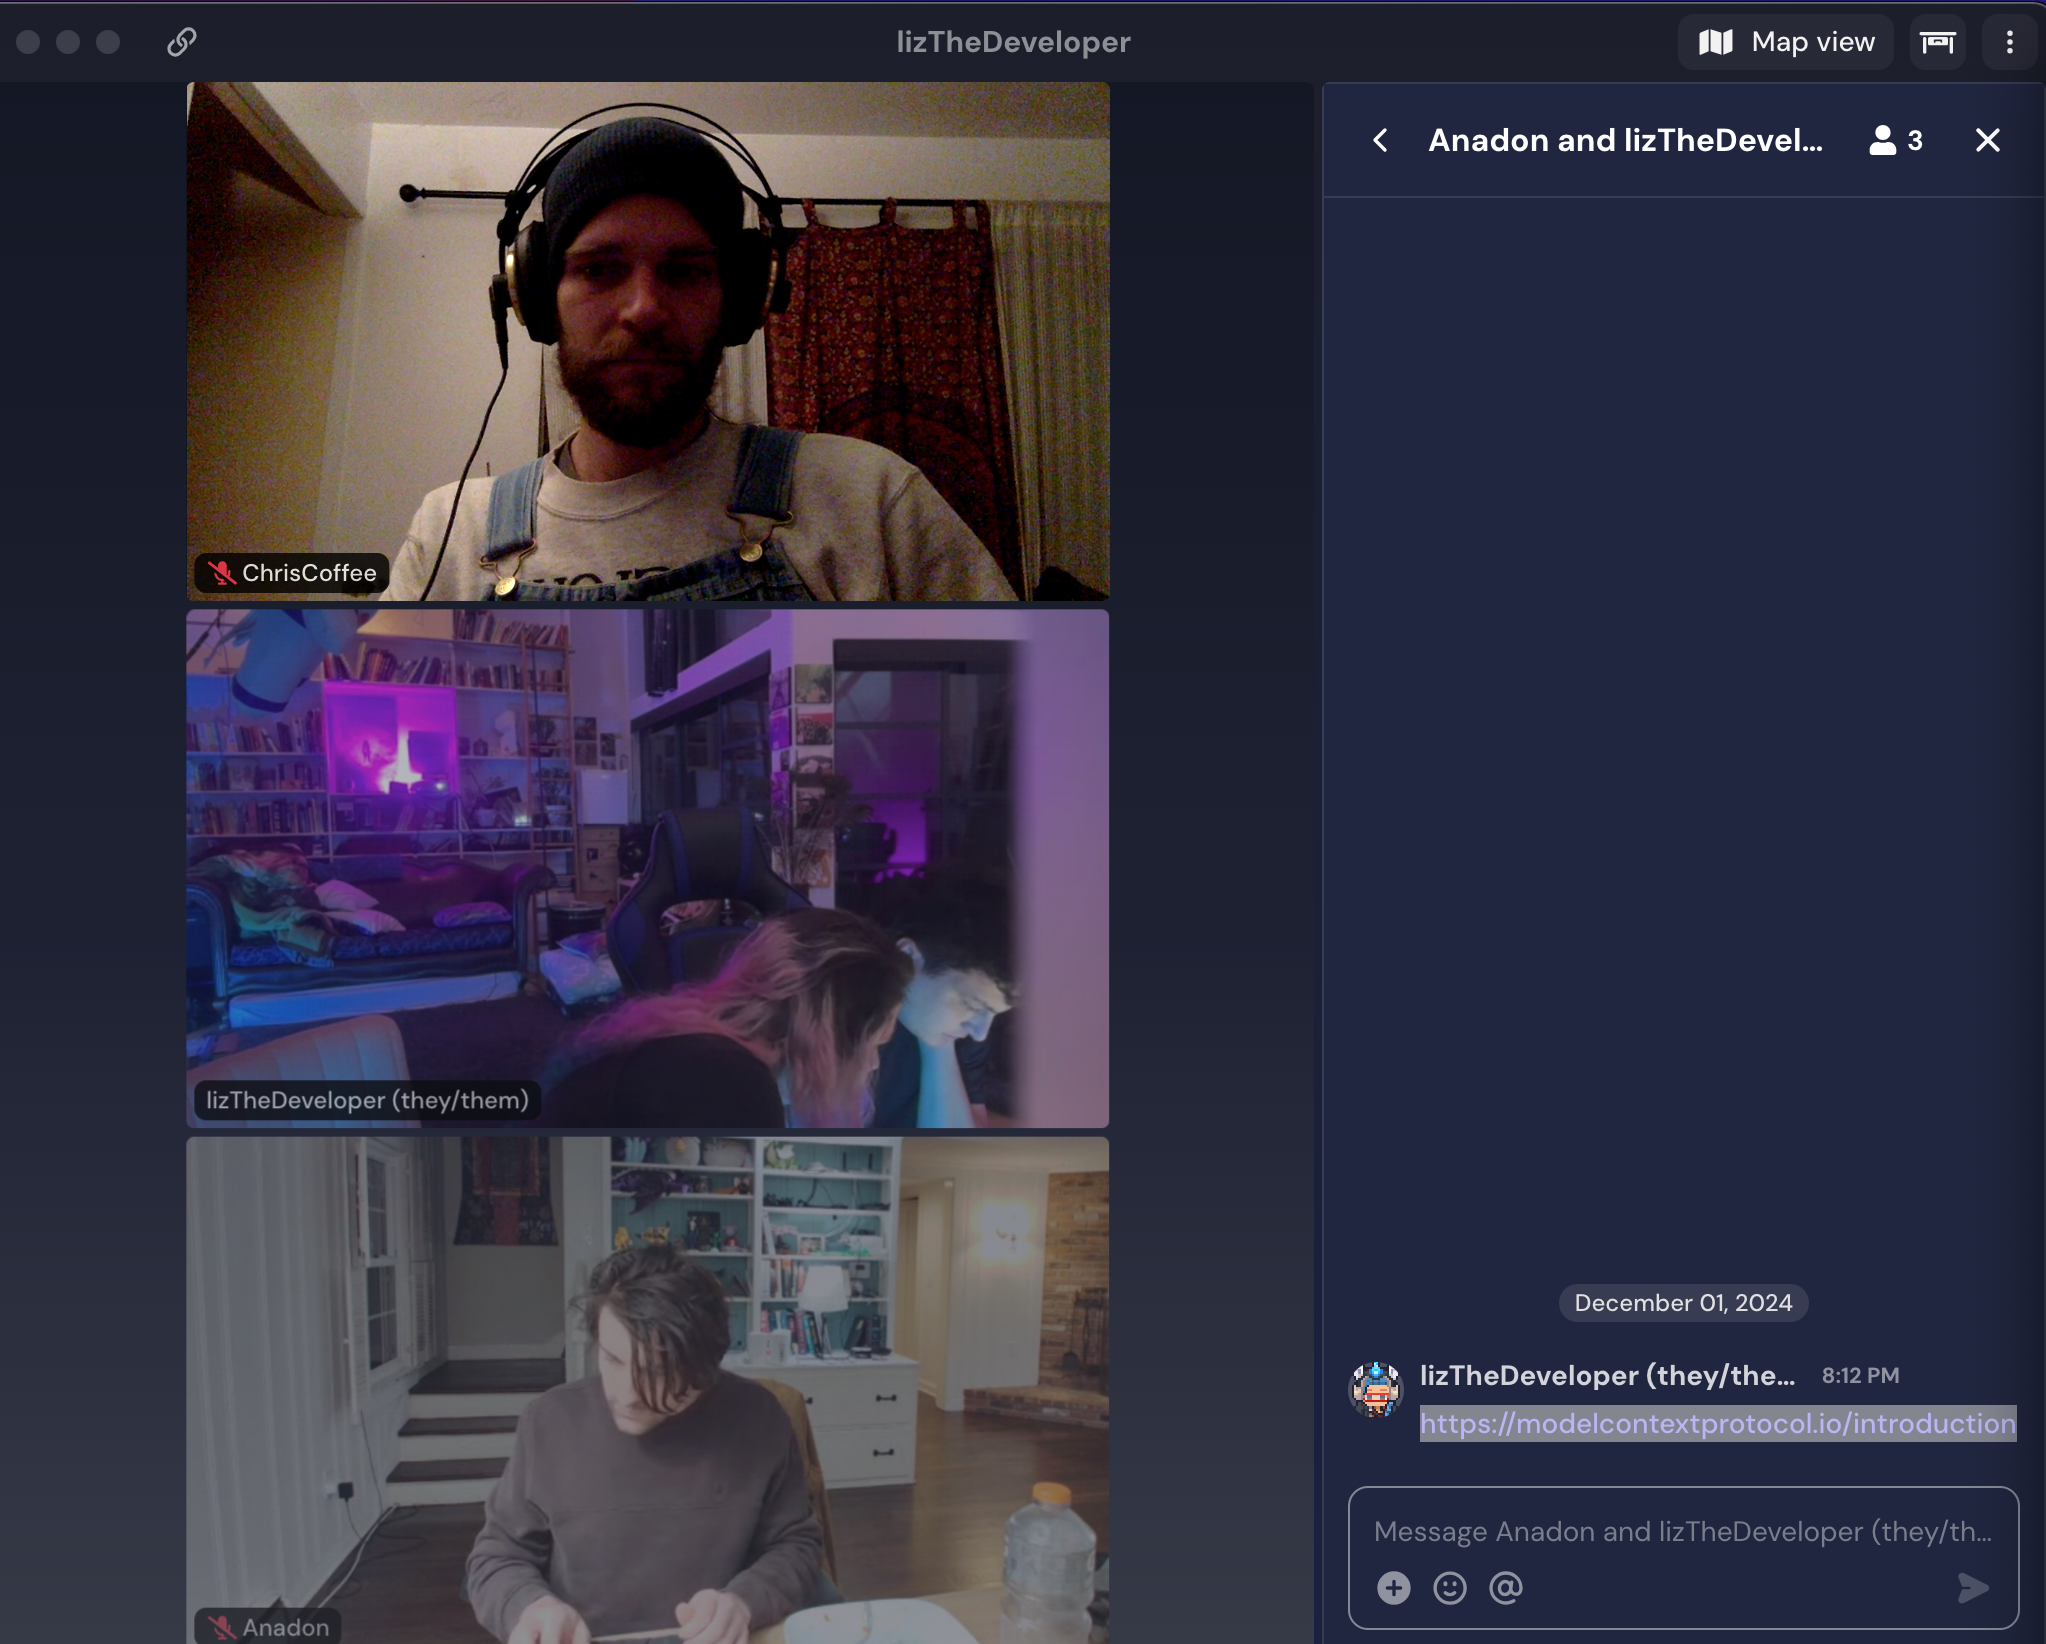 lizTheDeveloper
Map view
ChrisCoffee
lizTheDeveloper (they/them)
Anadon
Anadon and lizTheDevel...
3
December 01, 2024
lizTheDeveloper (they/the... 8:12 PM
https://modelcontextprotocol.io/introduction
Message Anadon and lizTheDeveloper (they/th...